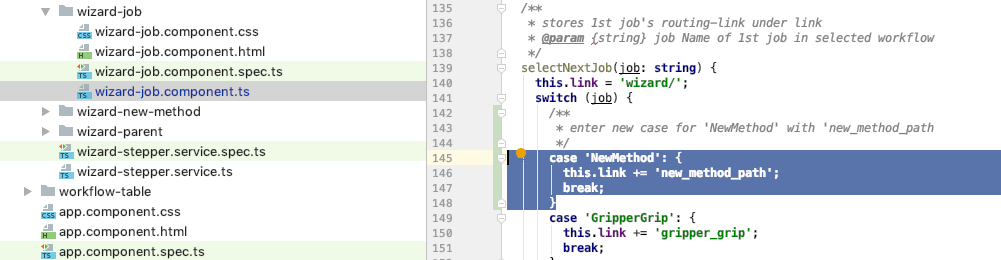 wizard-job
wizard-job.component.css
wizard-job.component.html
wizard-job.component.spec.ts
wizard-job.component.ts
wizard-new-method
wizard-parent
wizard-stepper.service.spec.ts
wizard-stepper.service.ts
workflow-table
app.component.css
app.component.html
app.component.spec.ts
135 /**
136 * stores 1st job's routing-link under link
137 * @param {string} job Name of 1st job in selected workflow
138 */
139 selectNextJob(job: string) {
140 this.link = 'wizard/';
141 switch (job) {
142 /**
143 * enter new case for 'NewMethod' with 'new_method_path
144 */
145 case 'NewMethod': {
146 this.link += 'new_method_path';
147 break;
148 }
149 case 'GripperGrip': {
150 this.link += 'gripper_grip';
151 break;